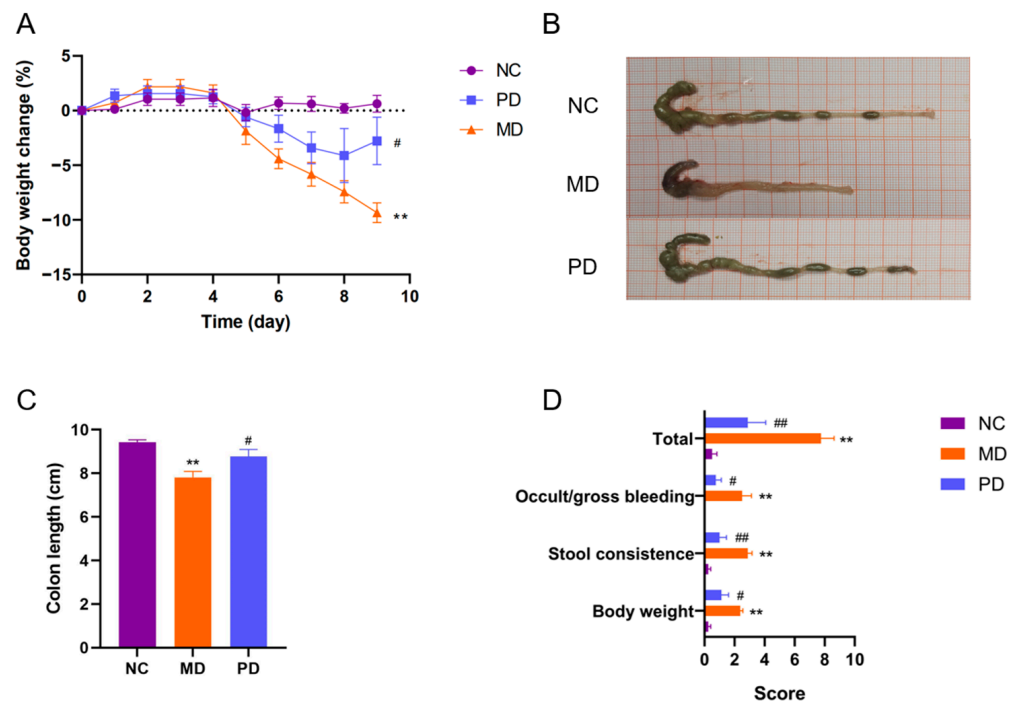 A
Body weight change (%)
5
0
−5
−10
−15
0
2
4
6
8
10
Time (day)
#
**
NC
PD
MD
B
NC
MD
PD
C
Colon length (cm)
10
8
6
4
2
0
**
#
NC
MD
PD
D
Total
Occult/gross bleeding
Stool consistence
Body weight
##
**
#
**
##
**
#
**
0
2
4
6
8
10
Score
NC
MD
PD